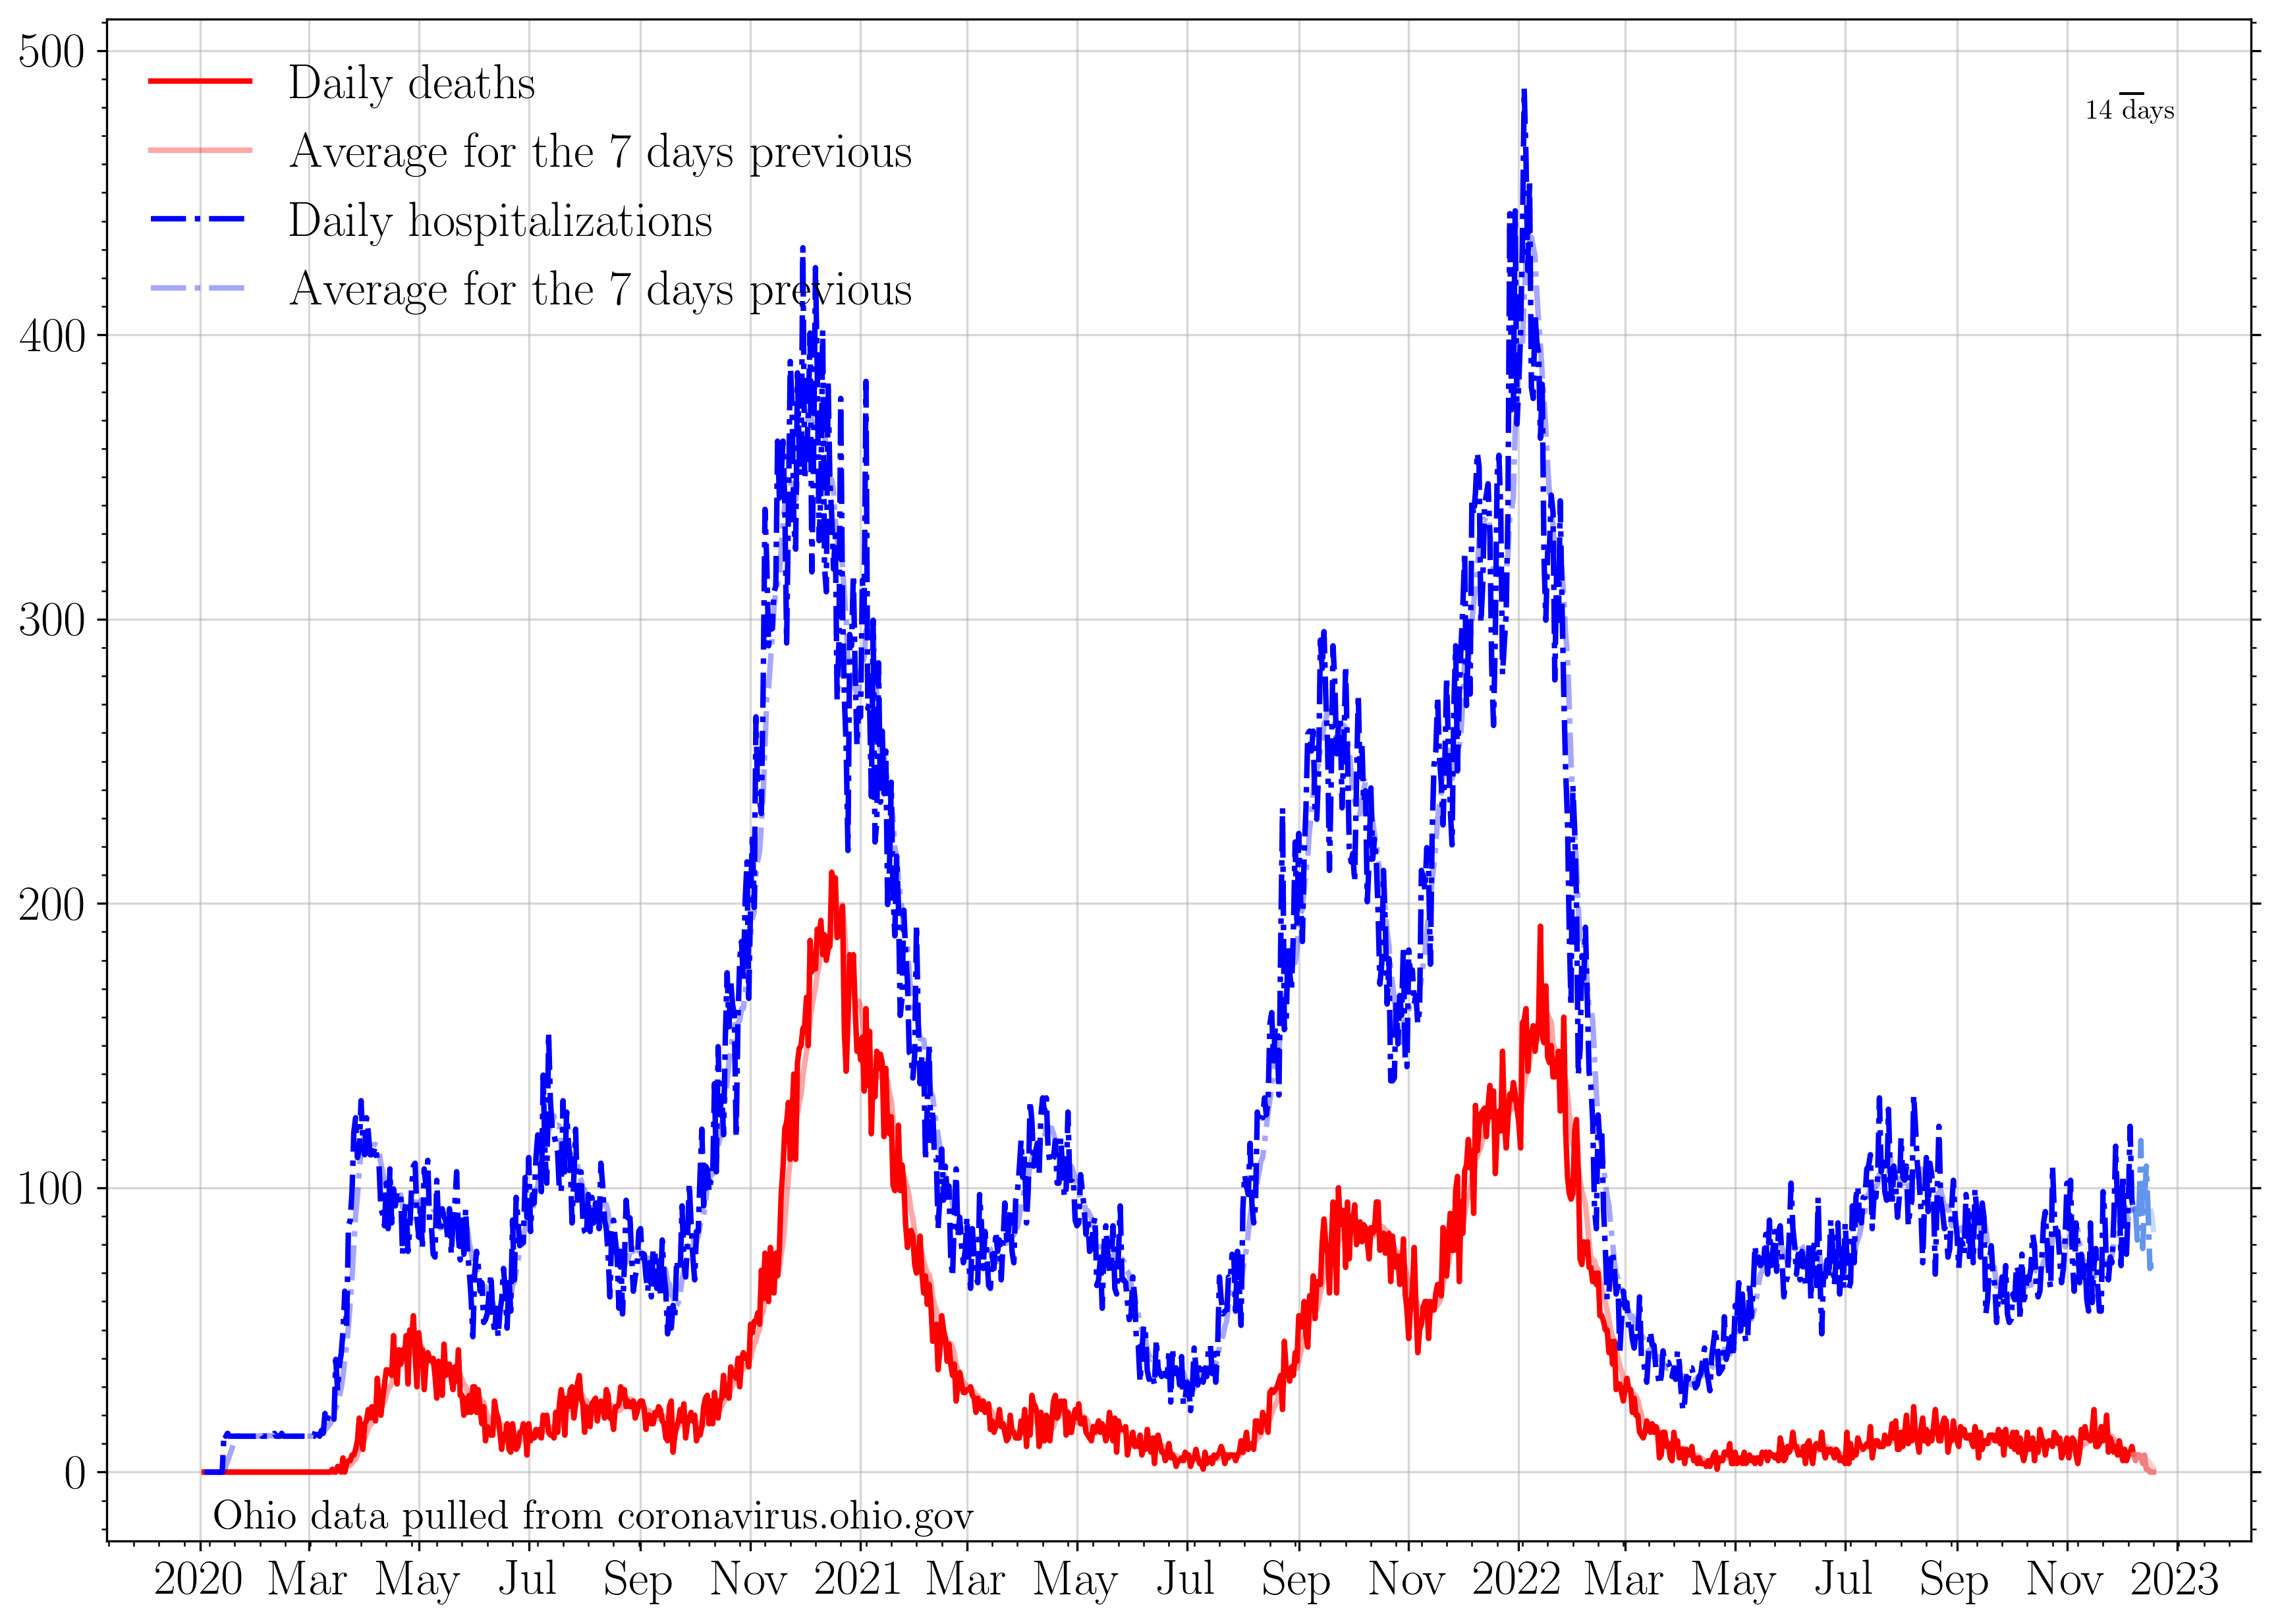 500
400
300
200
100
0
Daily deaths
Average for the 7 days previous
Daily hospitalizations
Average for the 7 days previous
14 days
Ohio data pulled from coronavirus.ohio.gov
2020 Mar May Jul Sep Nov 2021 Mar May Jul Sep Nov 2022 Mar May Jul Sep Nov 2023